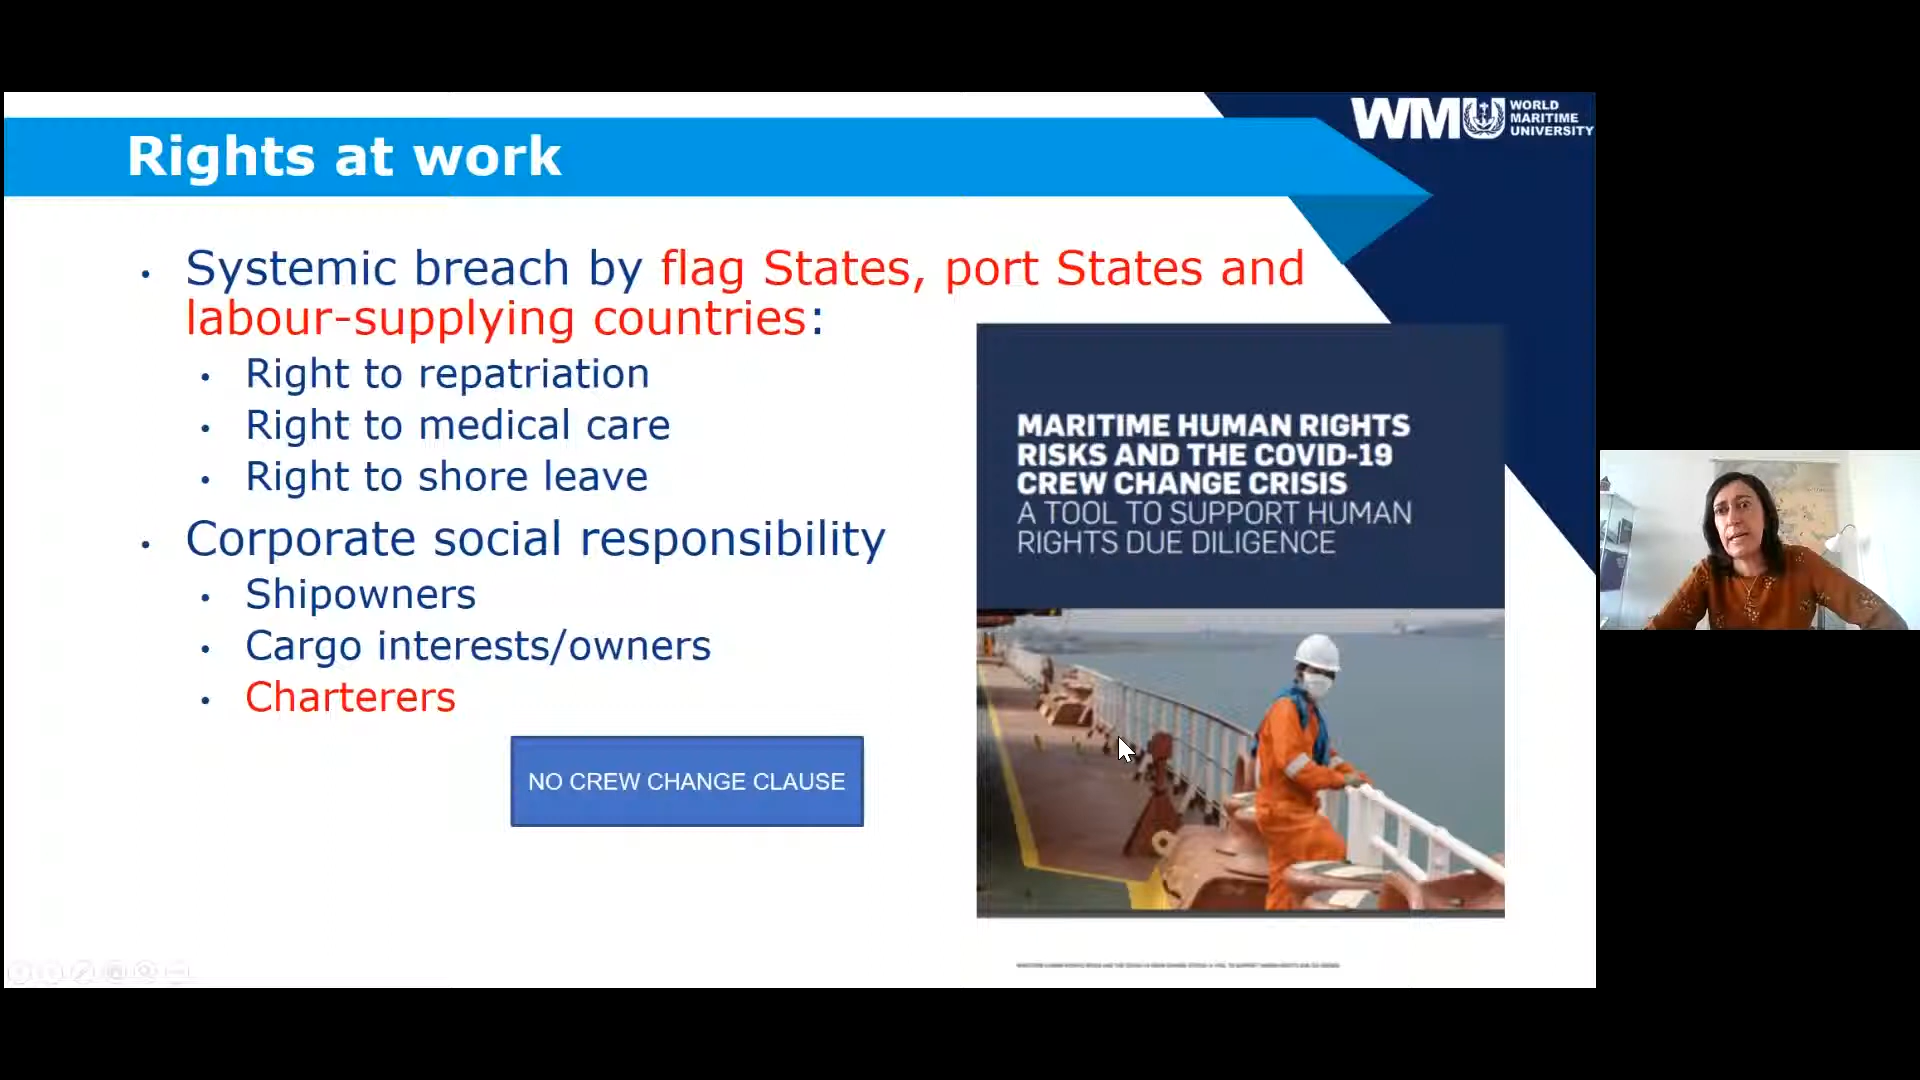 WMU WORLD
MARITIME
UNIVERSITY
Rights at work
• Systemic breach by flag States, port States and
labour-supplying countries:
• Right to repatriation
• Right to medical care
• Right to shore leave
• Corporate social responsibility
• Shipowners
• Cargo interests/owners
• Charterers
NO CREW CHANGE CLAUSE
MARITIME HUMAN RIGHTS
RISKS AND THE COVID-19
CREW CHANGE CRISIS
A TOOL TO SUPPORT HUMAN
RIGHTS DUE DILIGENCE